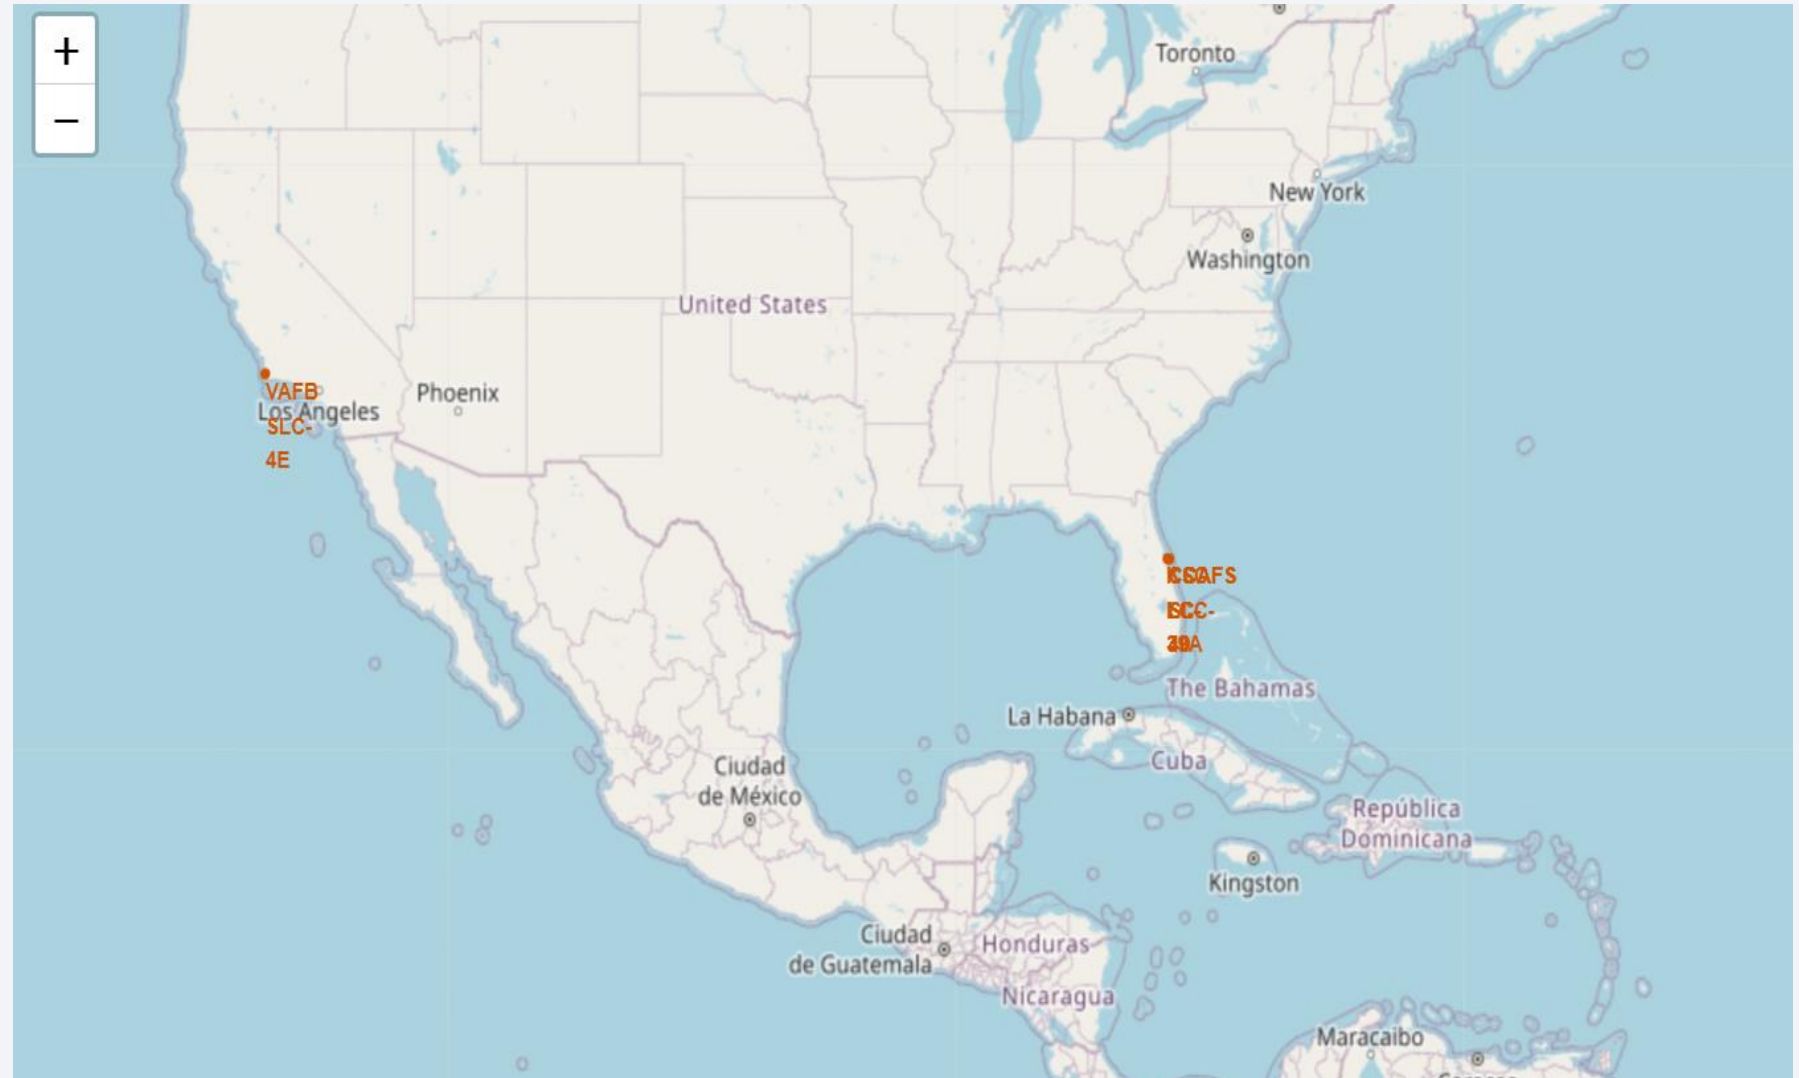 +
−
Toronto
New York
Washington
United States
VAFB
SLC-
4E
Los Angeles
Phoenix
The Bahamas
La Habana
Cuba
Ciudad
de México
República
Dominicana
Kingston
Ciudad
de Guatemala
Honduras
Nicaragua
Maracaibo